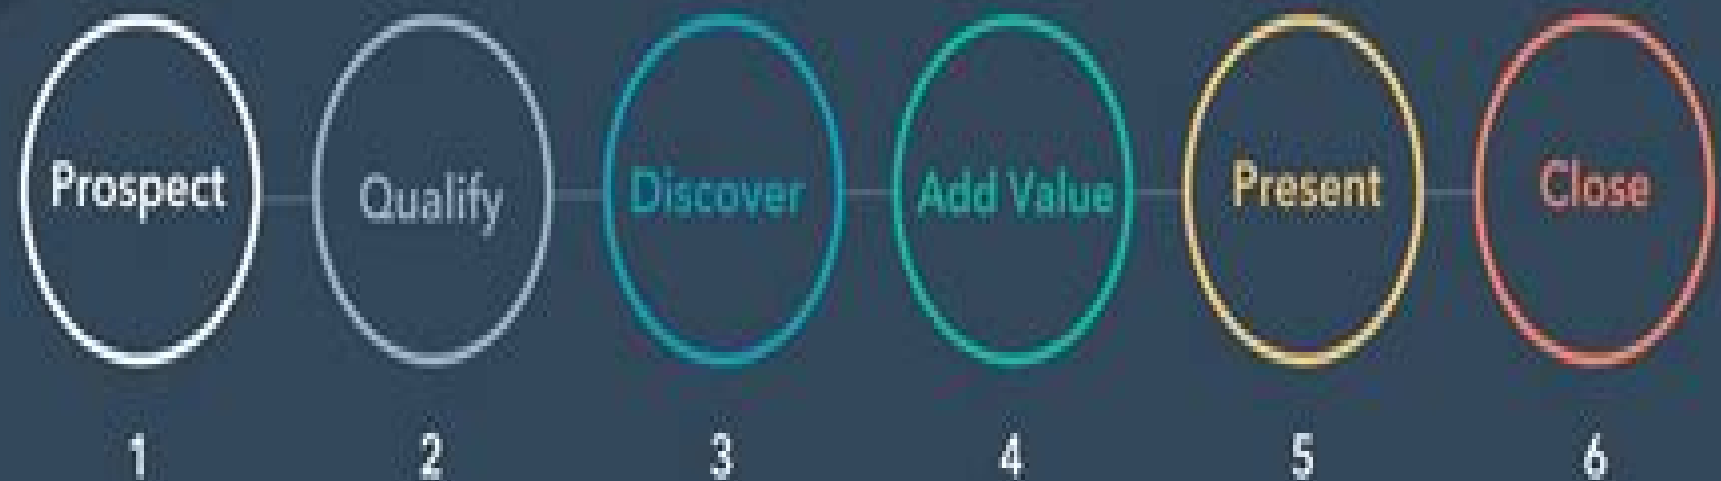 Prospect
Qualify
Discover
Add Value
Present
Close
1
2
3
4
5
6